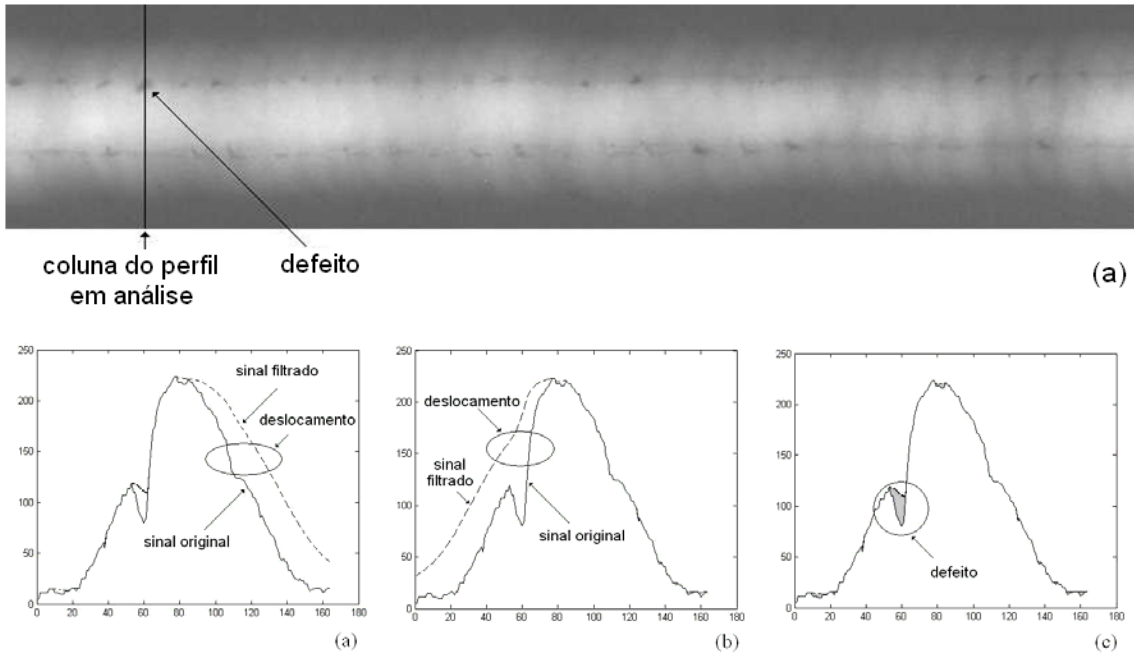 coluna do perfil
em análise
defeito
(a)
250
200
150
100
50
0
0 20 40 60 80 100 120 140 160 180
sinal filtrado
deslocamento
sinal original
(a)
250
200
150
100
50
0
0 20 40 60 80 100 120 140 160 180
deslocamento
sinal
filtrado
sinal original
(b)
250
200
150
100
50
0
0 20 40 60 80 100 120 140 160 180
defeito
(c)